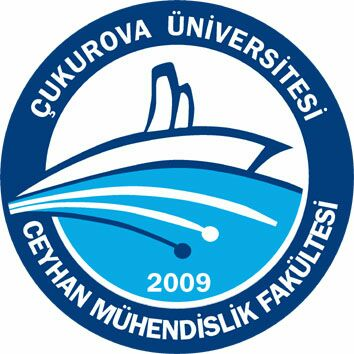 ÇUKUROVA ÜNİVERSİTESİ
2009
CEYHAN MÜHENDİSLİK FAKÜLTESİ